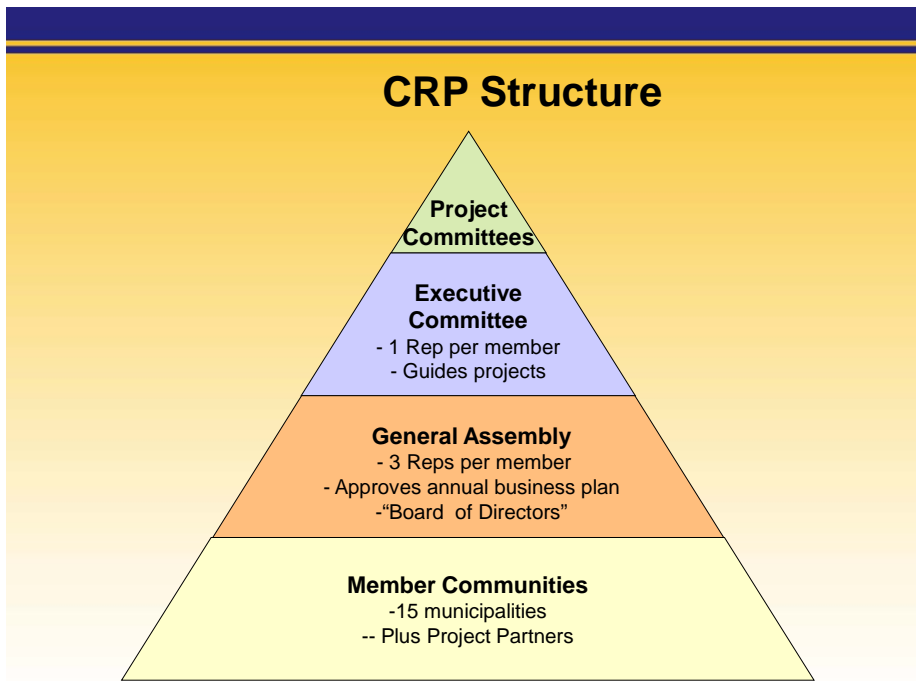 CRP Structure
Project
Committees
Executive
Committee
- 1 Rep per member
- Guides projects
General Assembly
- 3 Reps per member
- Approves annual business plan
-“Board of Directors”
Member Communities
-15 municipalities
-- Plus Project Partners